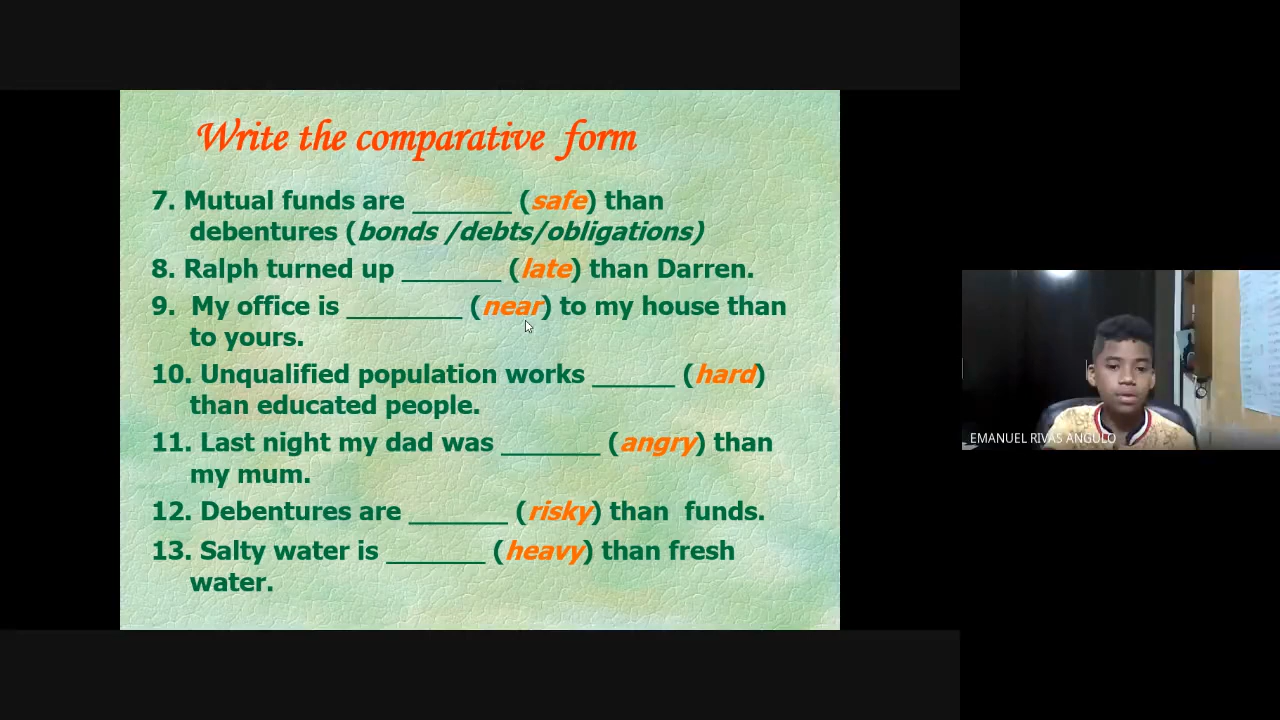 Write the comparative form
7. Mutual funds are _______ (safe) than
debentures (bonds /debts/obligations)
8. Ralph turned up _______ (late) than Darren.
9. My office is ________ (near) to my house than
to yours.
10. Unqualified population works _____ (hard)
than educated people.
11. Last night my dad was _______ (angry) than
my mum.
12. Debentures are _______ (risky) than funds.
13. Salty water is _______ (heavy) than fresh
water.
EMANUEL RIVAS ANGULO